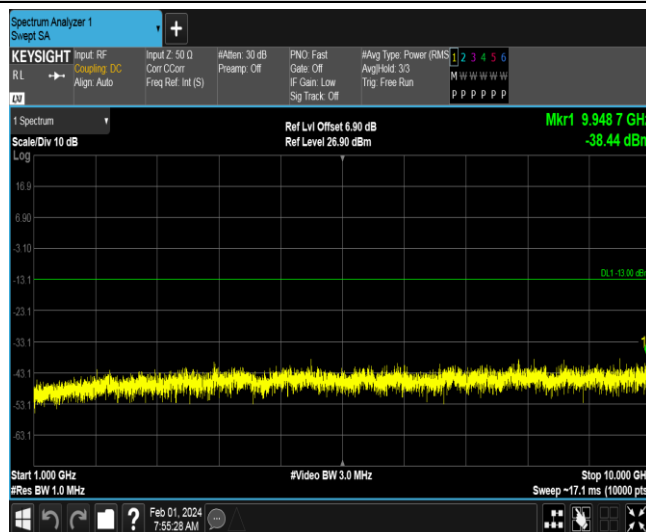 Spectrum Analyzer 1
Swept SA
+
KEYSIGHT Input: RF Input Z: 50 Ω #Atten: 30 dB PNO: Fast #Avg Type: Power (RMS 1 2 3 4 5 6
RL Coupling: DC Corr CCorr Preamp: Off Gate: Off Avg|Hold: 3/3 M W W W W W
Align: Auto Freq Ref: Int (S) IF Gain: Low Trig: Free Run
LXI Sig Track: Off P P P P P P
1 Spectrum Ref Lvl Offset 6.90 dB Mkr1 9.948 7 GHz
Scale/Div 10 dB Ref Level 26.90 dBm -38.44 dBm
Log
16.9
6.90
-3.10
DL1 -13.00 dBm
-13.1
-23.1
-33.1
1
-43.1
-53.1
-63.1
Start 1.000 GHz #Video BW 3.0 MHz Stop 10.000 GH
#Res BW 1.0 MHz Sweep ~17.1 ms (10000 pts
? Feb 01, 2024
7:55:28 AM